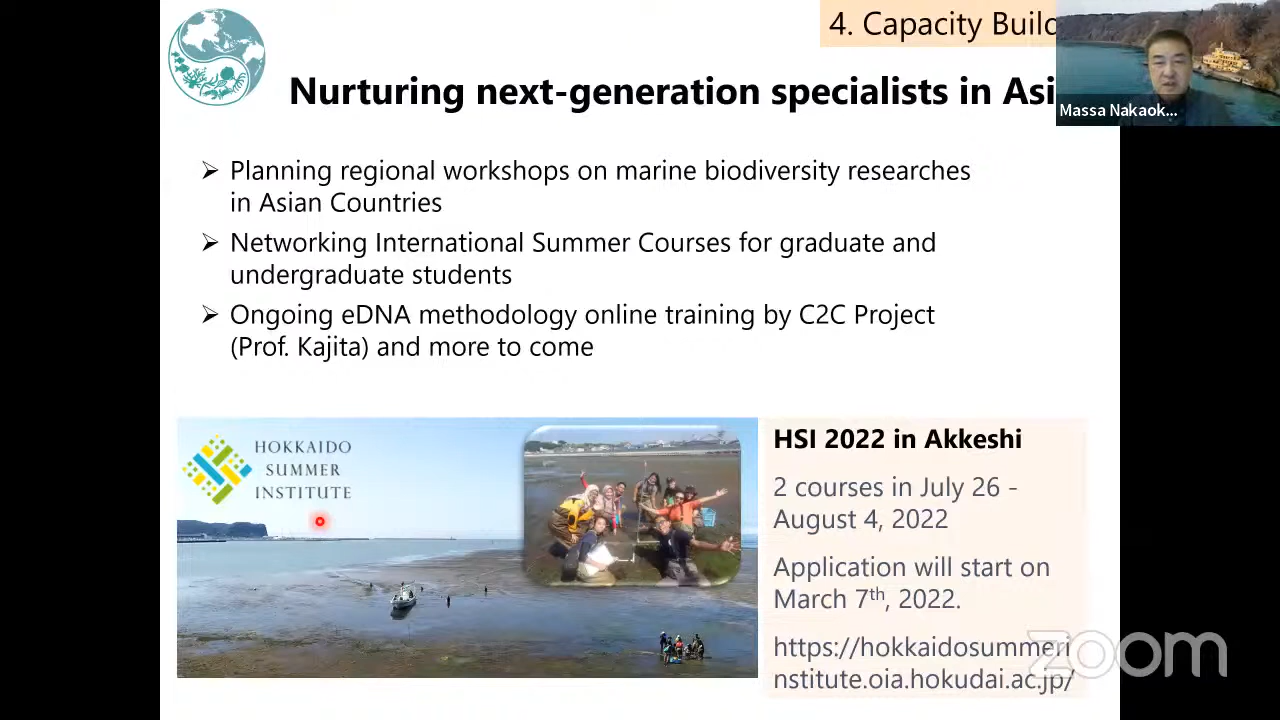 4. Capacity Build
Nurturing next-generation specialists in Asi
Massa Nakaok...
➢ Planning regional workshops on marine biodiversity researches
in Asian Countries
➢ Networking International Summer Courses for graduate and
undergraduate students
➢ Ongoing eDNA methodology online training by C2C Project
(Prof. Kajita) and more to come
HOKKAIDO
SUMMER
INSTITUTE
HSI 2022 in Akkeshi
2 courses in July 26 -
August 4, 2022
Application will start on
March 7th, 2022.
https://hokkaidosummeri
nstitute.oia.hokudai.ac.jp/
zoom